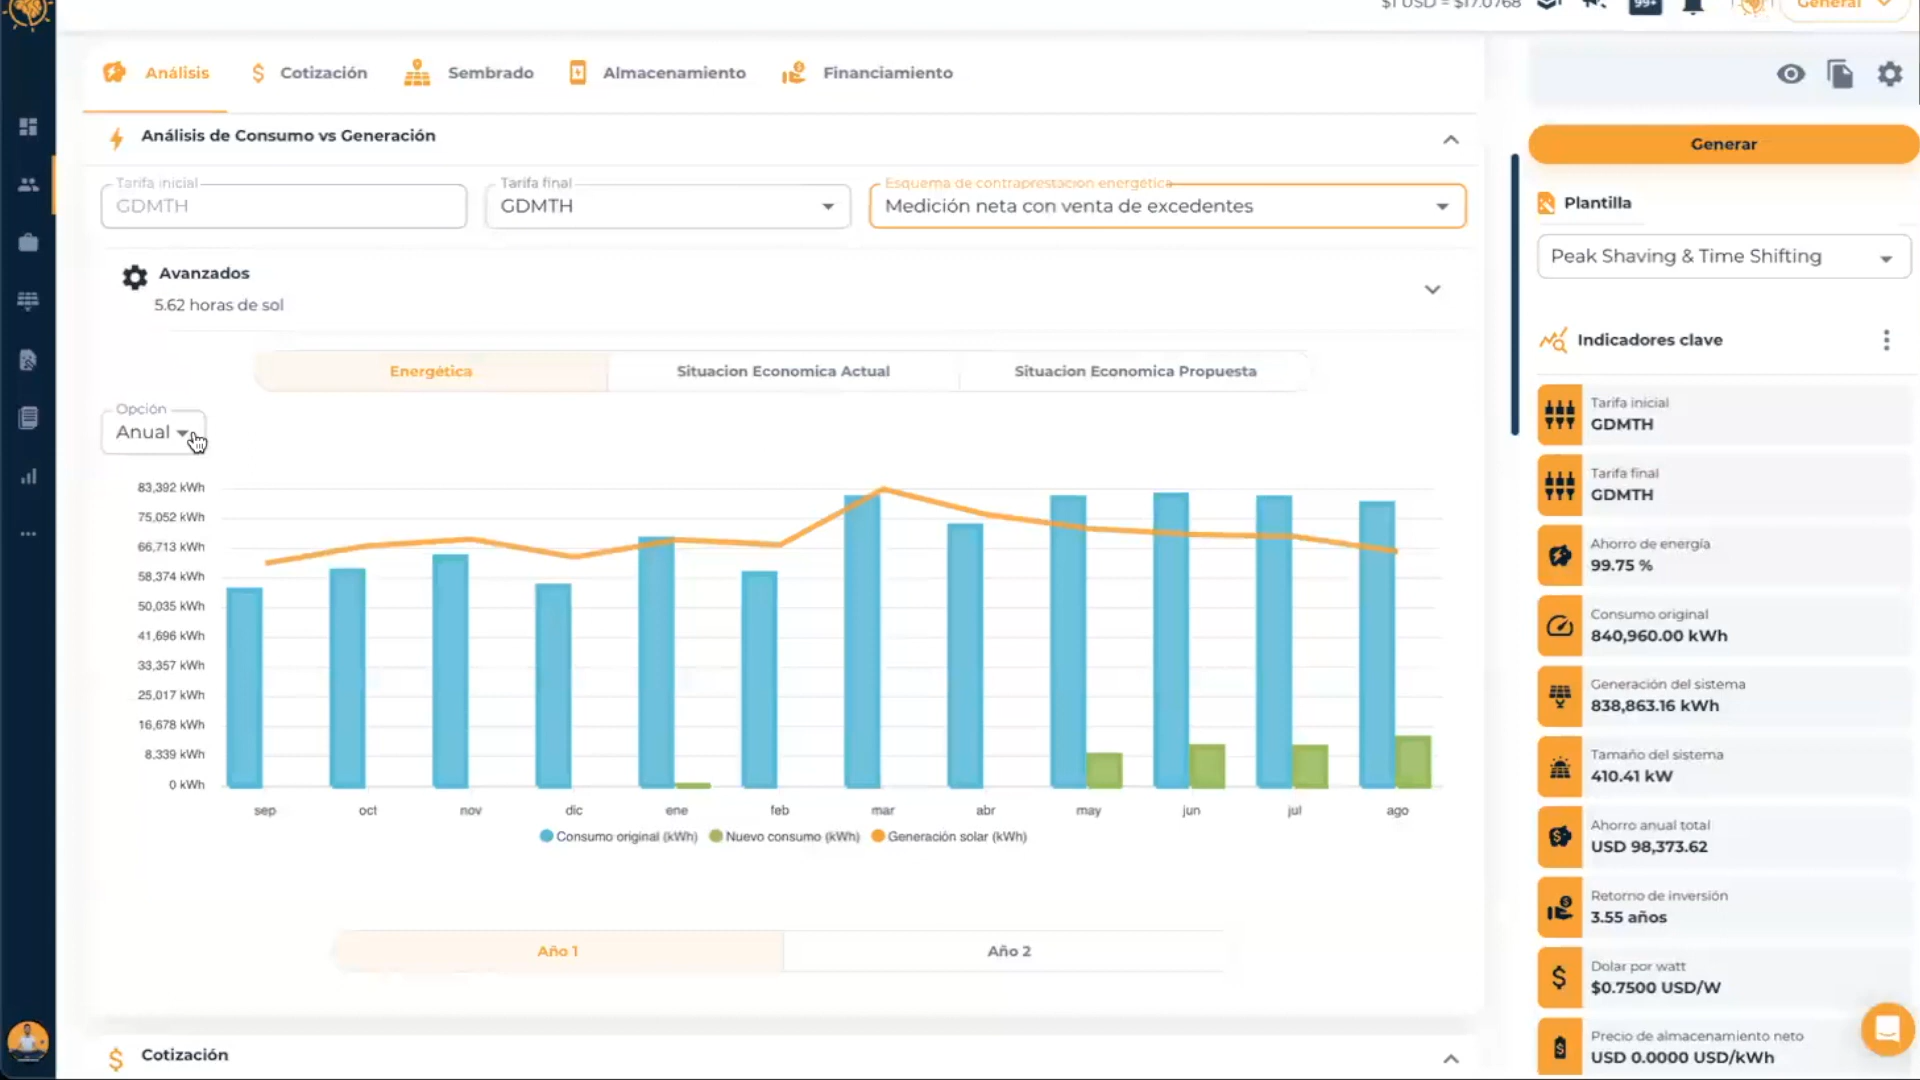 $1 USD = $17.0768
99+
General
Análisis
Cotización
Sembrado
Almacenamiento
Financiamiento
Análisis de Consumo vs Generación
Generar
Tarifa inicial
GDMTH
Tarifa final
GDMTH
Esquema de contraprestación energética
Medición neta con venta de excedentes
Plantilla
Peak Shaving & Time Shifting
Avanzados
5.62 horas de sol
Indicadores clave
Energética
Situacion Economica Actual
Situacion Economica Propuesta
Opción
Anual
83,392 kWh
75,052 kWh
66,713 kWh
58,374 kWh
50,035 kWh
41,696 kWh
33,357 kWh
25,017 kWh
16,678 kWh
8,339 kWh
0 kWh
sep oct nov dic ene feb mar abr may jun jul ago
Consumo original (kWh) Nuevo consumo (kWh) Generación solar (kWh)
Año 1
Año 2
Cotización
Tarifa inicial
GDMTH
Tarifa final
GDMTH
Ahorro de energía
99.75 %
Consumo original
840,960.00 kWh
Generación del sistema
838,863.16 kWh
Tamaño del sistema
410.41 kW
Ahorro anual total
USD 98,373.62
Retorno de inversión
3.55 años
Dolar por watt
$0.7500 USD/W
Precio de almacenamiento neto
USD 0.0000 USD/kWh